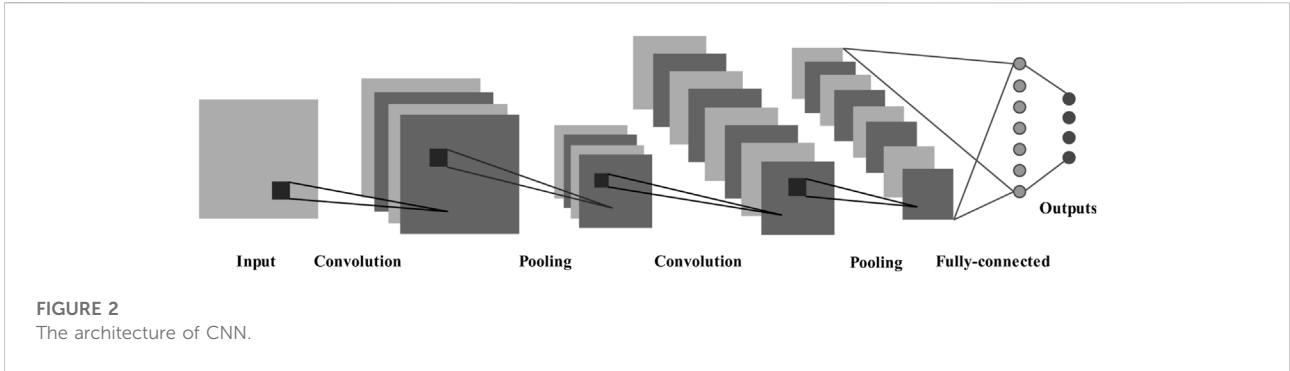 Outputs
Input Convolution Pooling Convolution Pooling Fully-connected
FIGURE 2
The architecture of CNN.